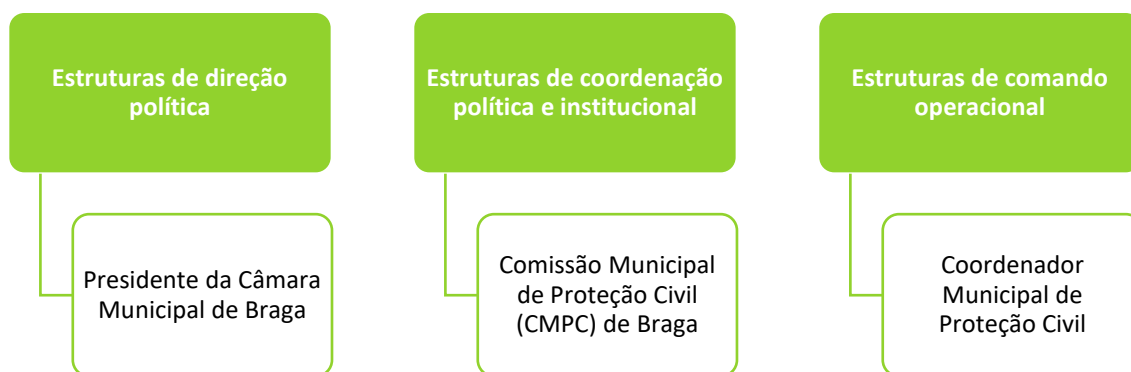 Estruturas de direção
política
Estruturas de coordenação
política e institucional
Estruturas de comando
operacional
Presidente da Câmara
Municipal de Braga
Comissão Municipal
de Proteção Civil
(CMPC) de Braga
Coordenador
Municipal de
Proteção Civil